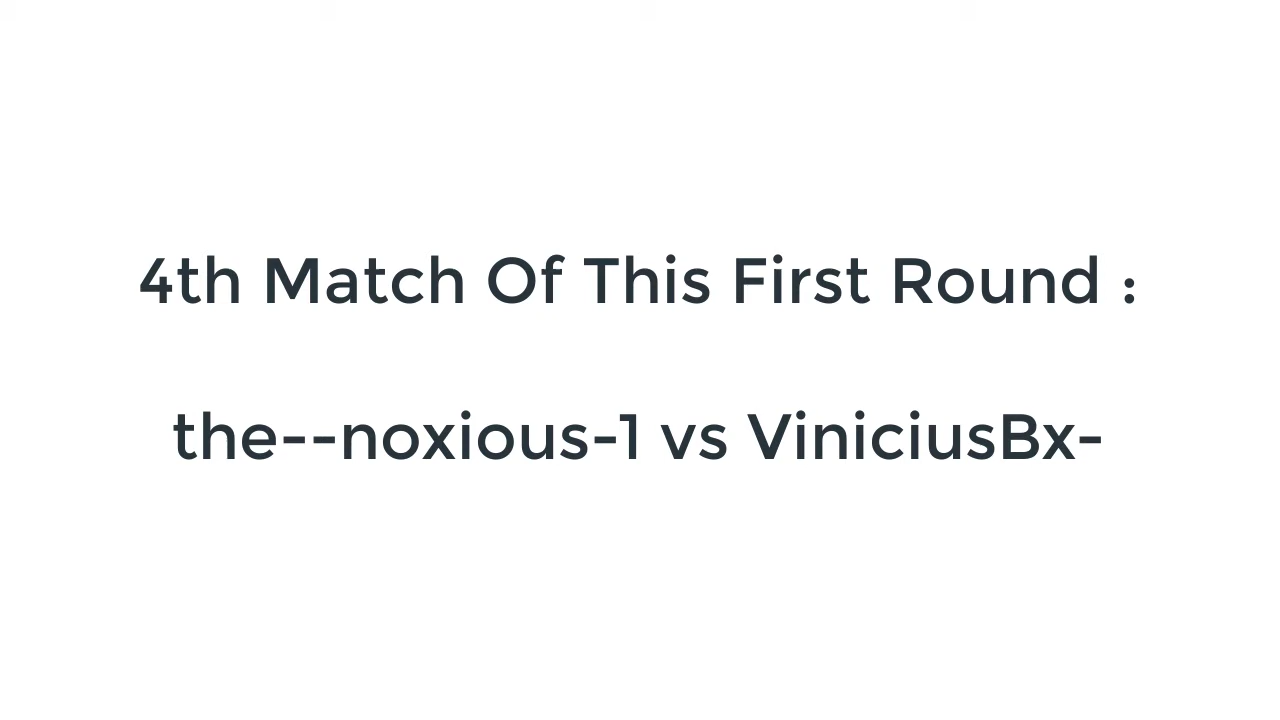 4th Match Of This First Round :
the--noxious-1 vs ViniciusBx-